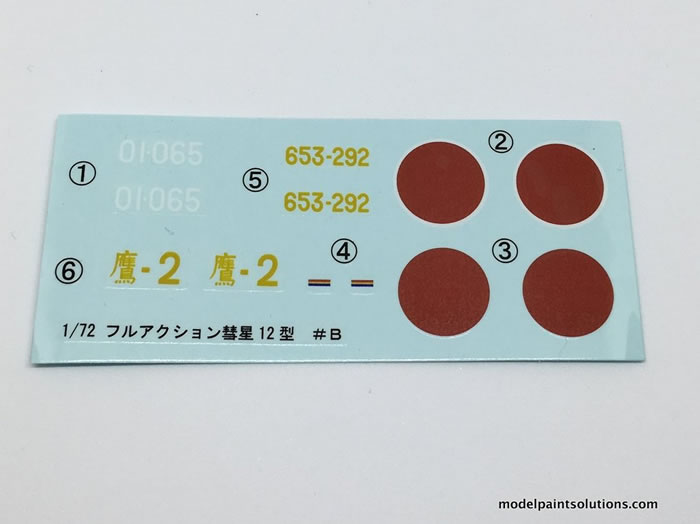 ① 01-065
01-065
⑤ 653-292
653-292
②
③
⑥ 鷹-2 鷹-2 ④
1/72 フルアクション彗星12型 #B
modelpaintsolutions.com